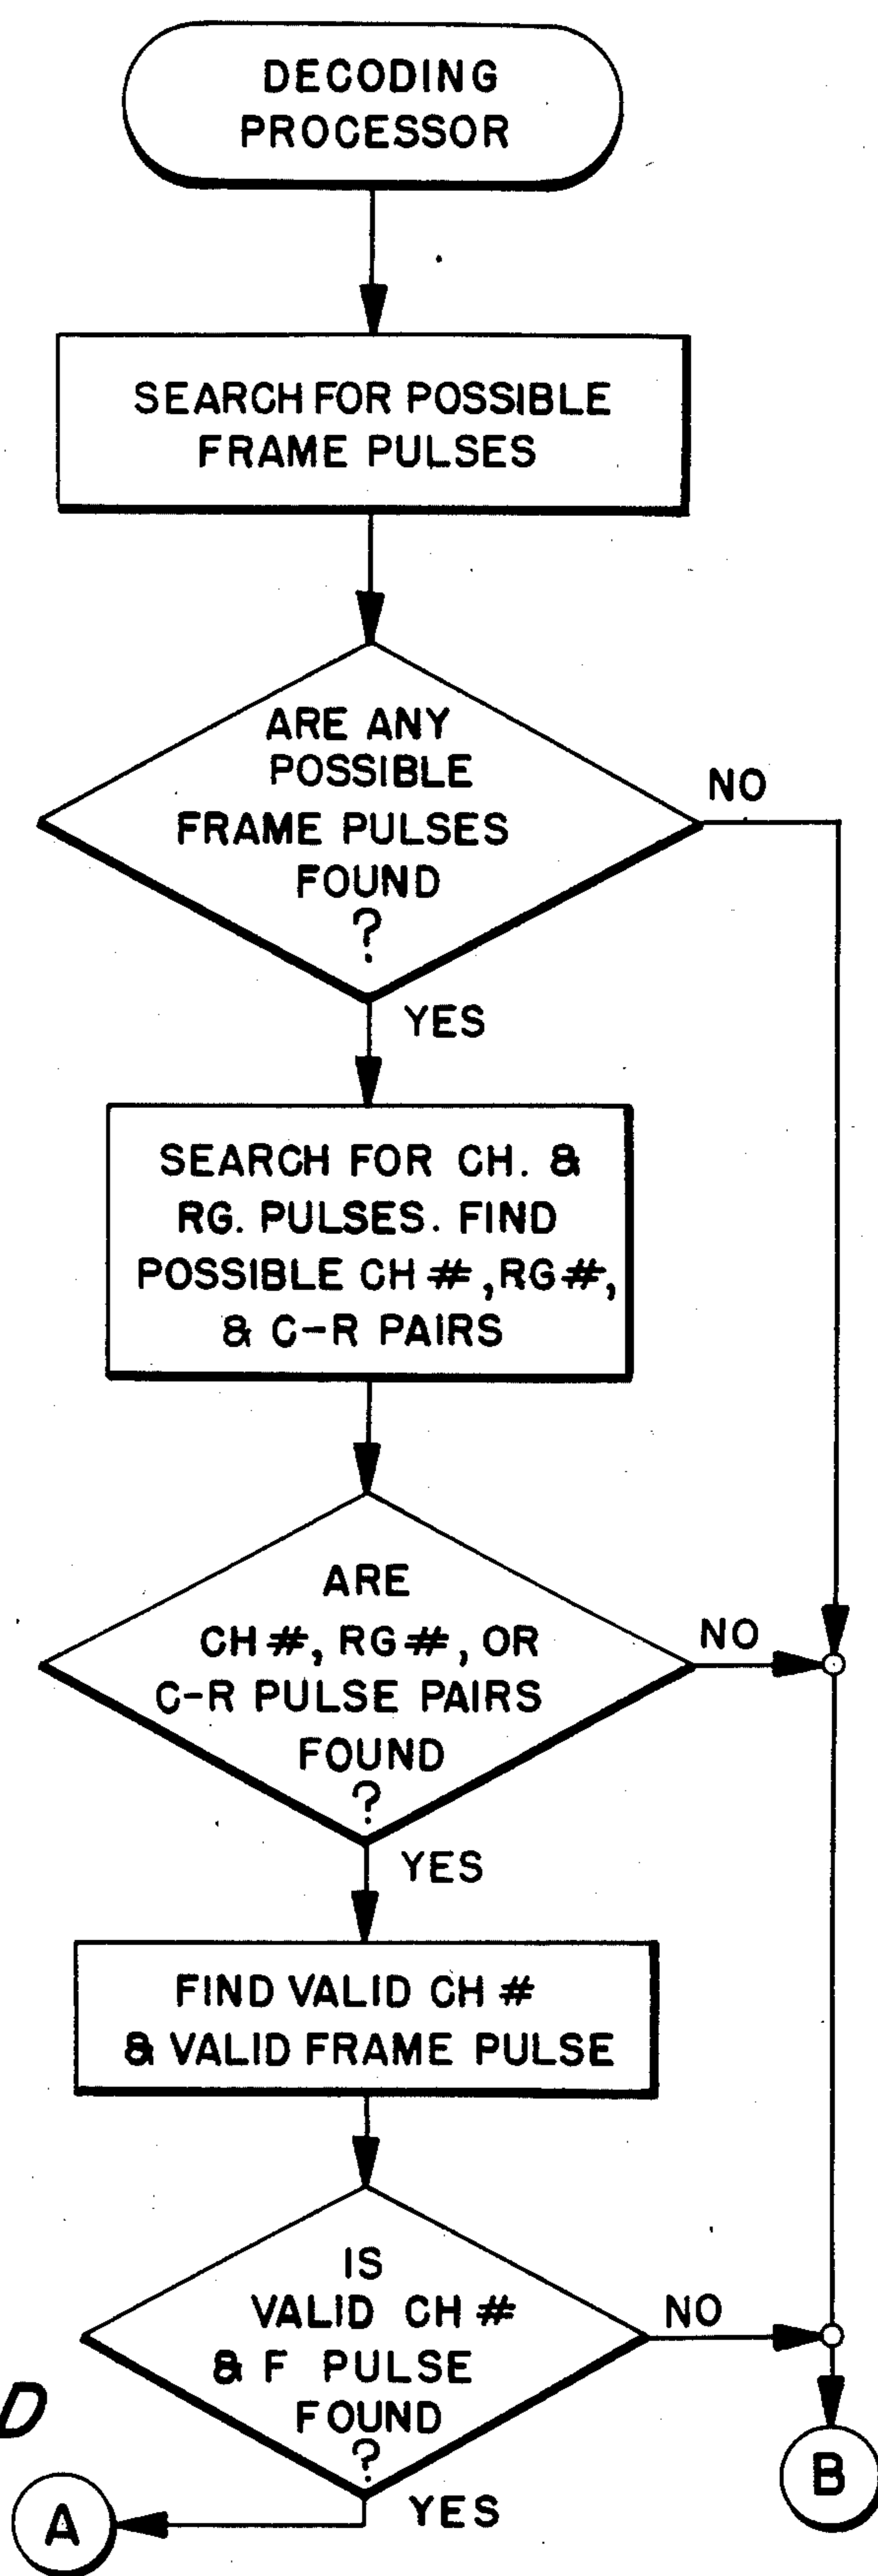 DECODING
PROCESSOR
SEARCH FOR POSSIBLE
FRAME PULSES
ARE ANY
POSSIBLE
FRAME PULSES
FOUND
?
NO
YES
SEARCH FOR CH. &
RG. PULSES. FIND
POSSIBLE CH #, RG #,
& C-R PAIRS
ARE
CH #, RG #, OR
C-R PULSE PAIRS
FOUND
?
NO
YES
FIND VALID CH #
& VALID FRAME PULSE
IS
VALID CH #
& F PULSE
FOUND
?
NO
YES
D
A
B